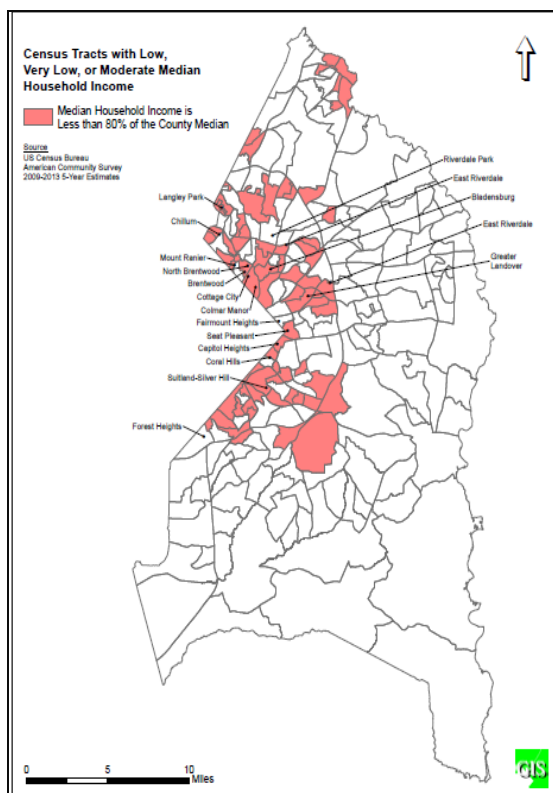 Census Tracts with Low,
Very Low, or Moderate Median
Household Income
Median Household Income is
Less than 80% of the County Median
Source
US Census Bureau
American Community Survey
2009-2013 5-Year Estimates
Riverdale Park
East Riverdale
Bladensburg
Langley Park
Chillum
East Riverdale
Greater
Landover
Mount Ranier
North Brentwood
Brentwood
Cottage City
Colmer Manor
Fairmount Heights
Seat Pleasant
Capitol Heights
Coral Hills
Suitland-Silver Hill
Forest Heights
0 5 10
Miles
GIS